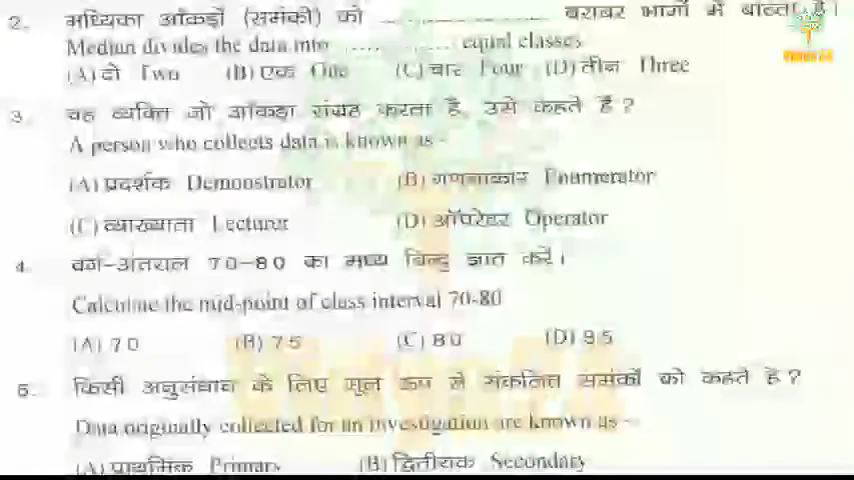 2. मध्यिका आँकड़ों (समंकों) को .................... बराबर भागों में बाँटता है।
Median divides the data into .................... equal classes
(A) दो Two (B) एक One (C) चार Four (D) तीन Three
3. वह व्यक्ति जो आँकड़ा संग्रह करता है, उसे कहते हैं ?
A person who collects data is known as -
(A) प्रदर्शक Demonstrator (B) गणनाकार Enumerator
(C) व्याख्याता Lecturer (D) ऑपरेटर Operator
4. वर्ग-अंतराल 70-80 का मध्य बिन्दु ज्ञात करें।
Calculate the mid-point of class interval 70-80
(A) 70 (B) 75 (C) 80 (D) 95
5. किसी अनुसंधान के लिए मूल रूप से संकलित समंकों को कहते हैं ?
Data originally collected for an investigation are known as -
(A) प्राथमिक Primary (B) द्वितीयक Secondary